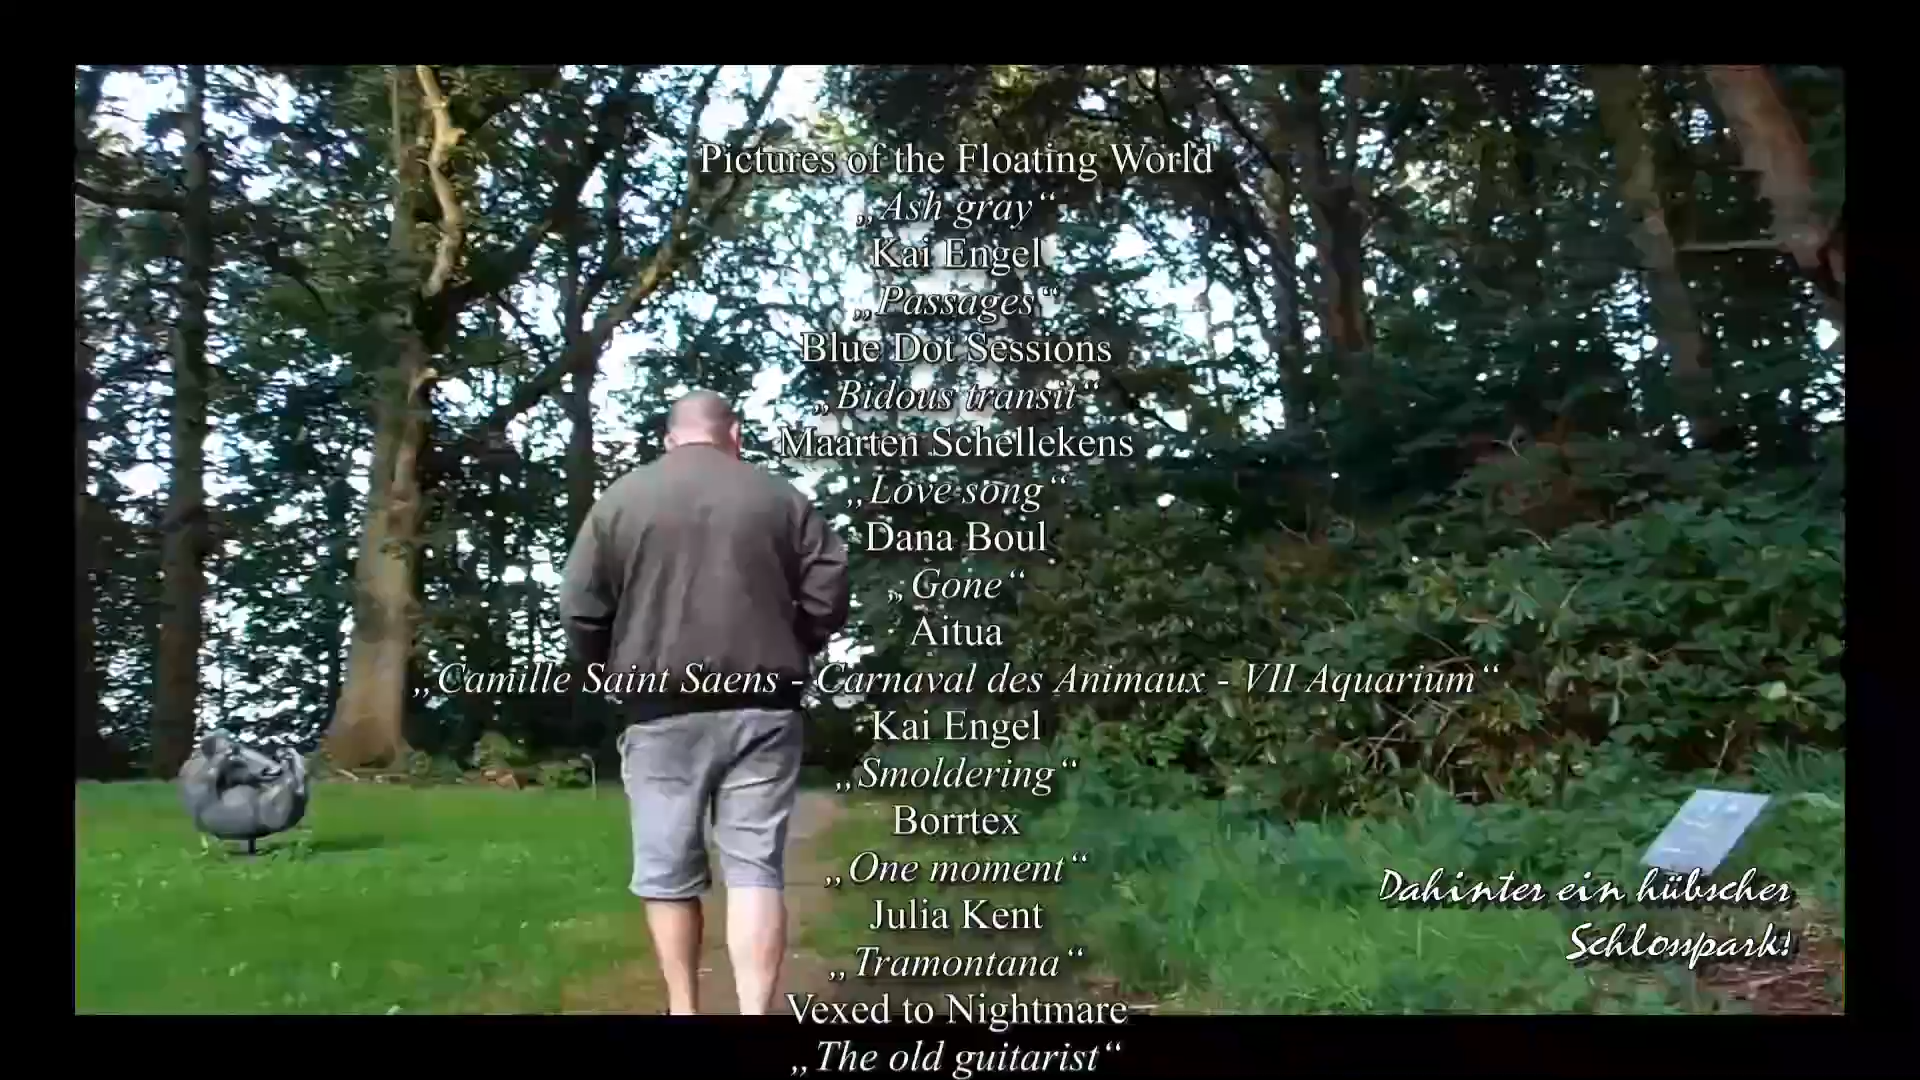 Pictures of the Floating World
„Ash gray“
Kai Engel
„Passages“
Blue Dot Sessions
„Bidous transit“
Maarten Schellekens
„Love song“
Dana Boul
„Gone“
Aitua
„Camille Saint Saens - Carnaval des Animaux - VII Aquarium“
Kai Engel
„Smoldering“
Borrtex
„One moment“
Julia Kent
„Tramontana“
Vexed to Nightmare
„The old guitarist“
Dahinter ein hübscher
Schlosspark!